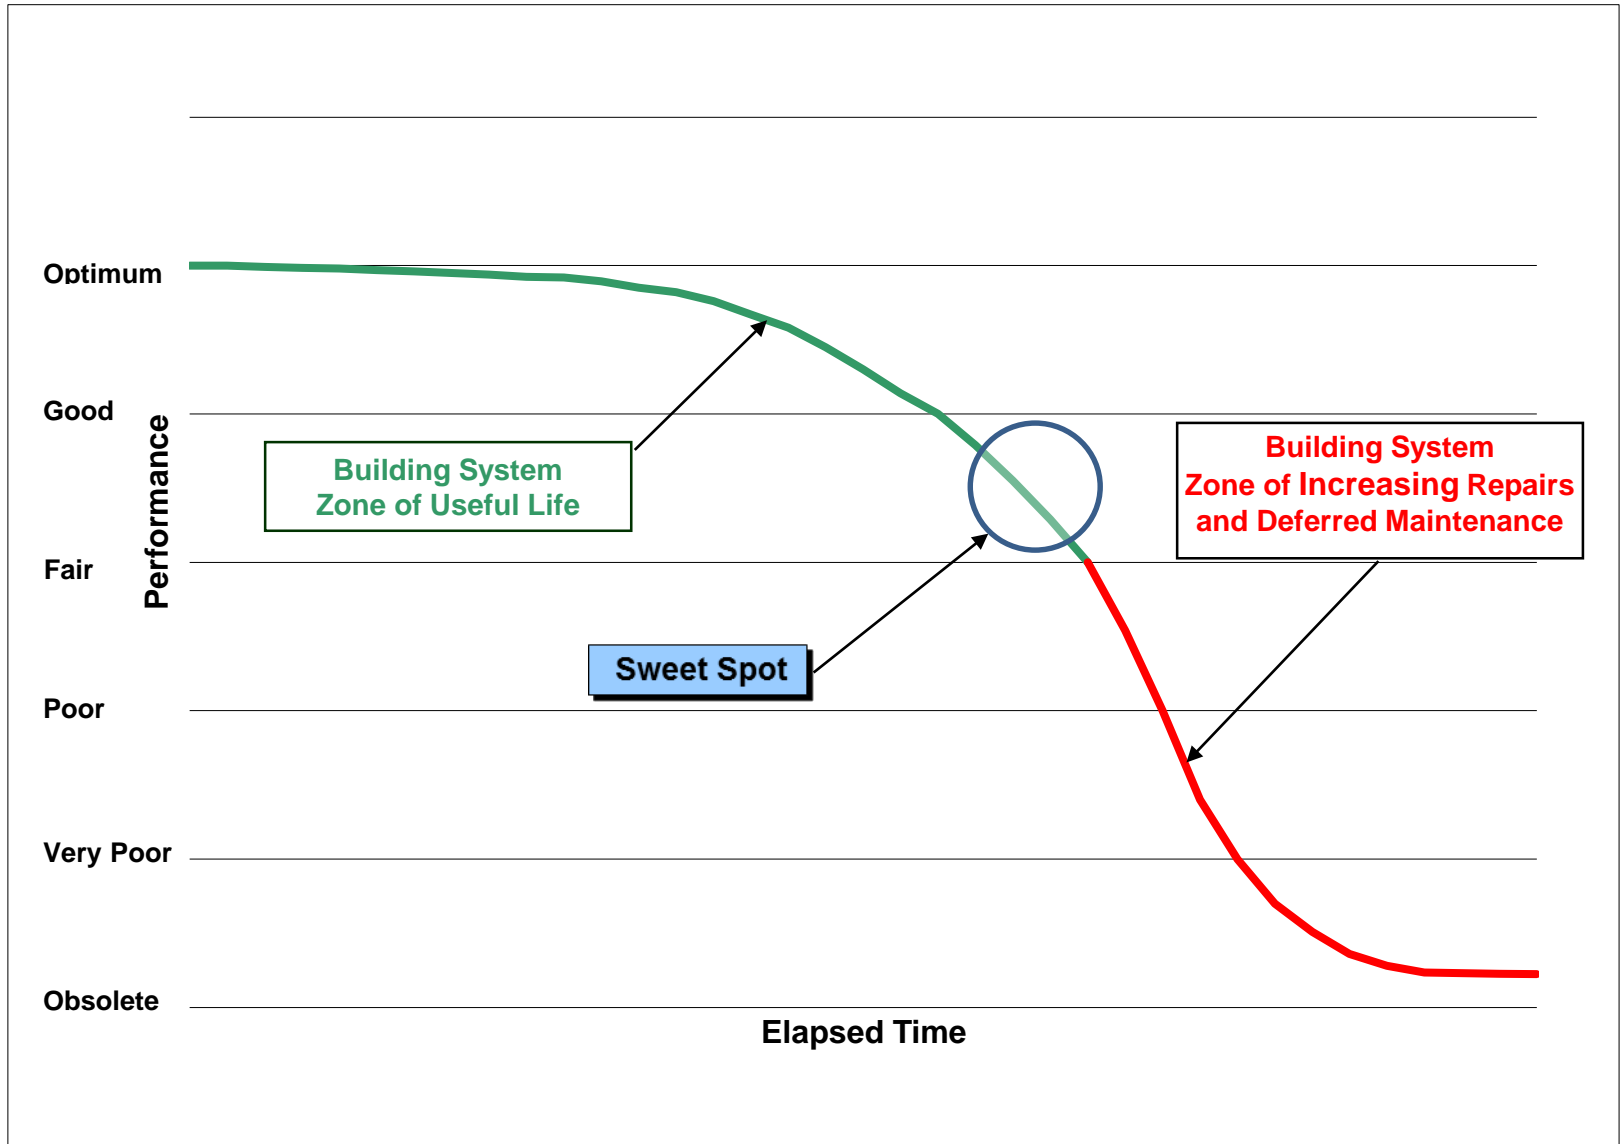 Optimum
Good
Fair
Poor
Very Poor
Obsolete
Performance
Building System
Zone of Useful Life
Sweet Spot
Building System
Zone of Increasing Repairs
and Deferred Maintenance
Elapsed Time